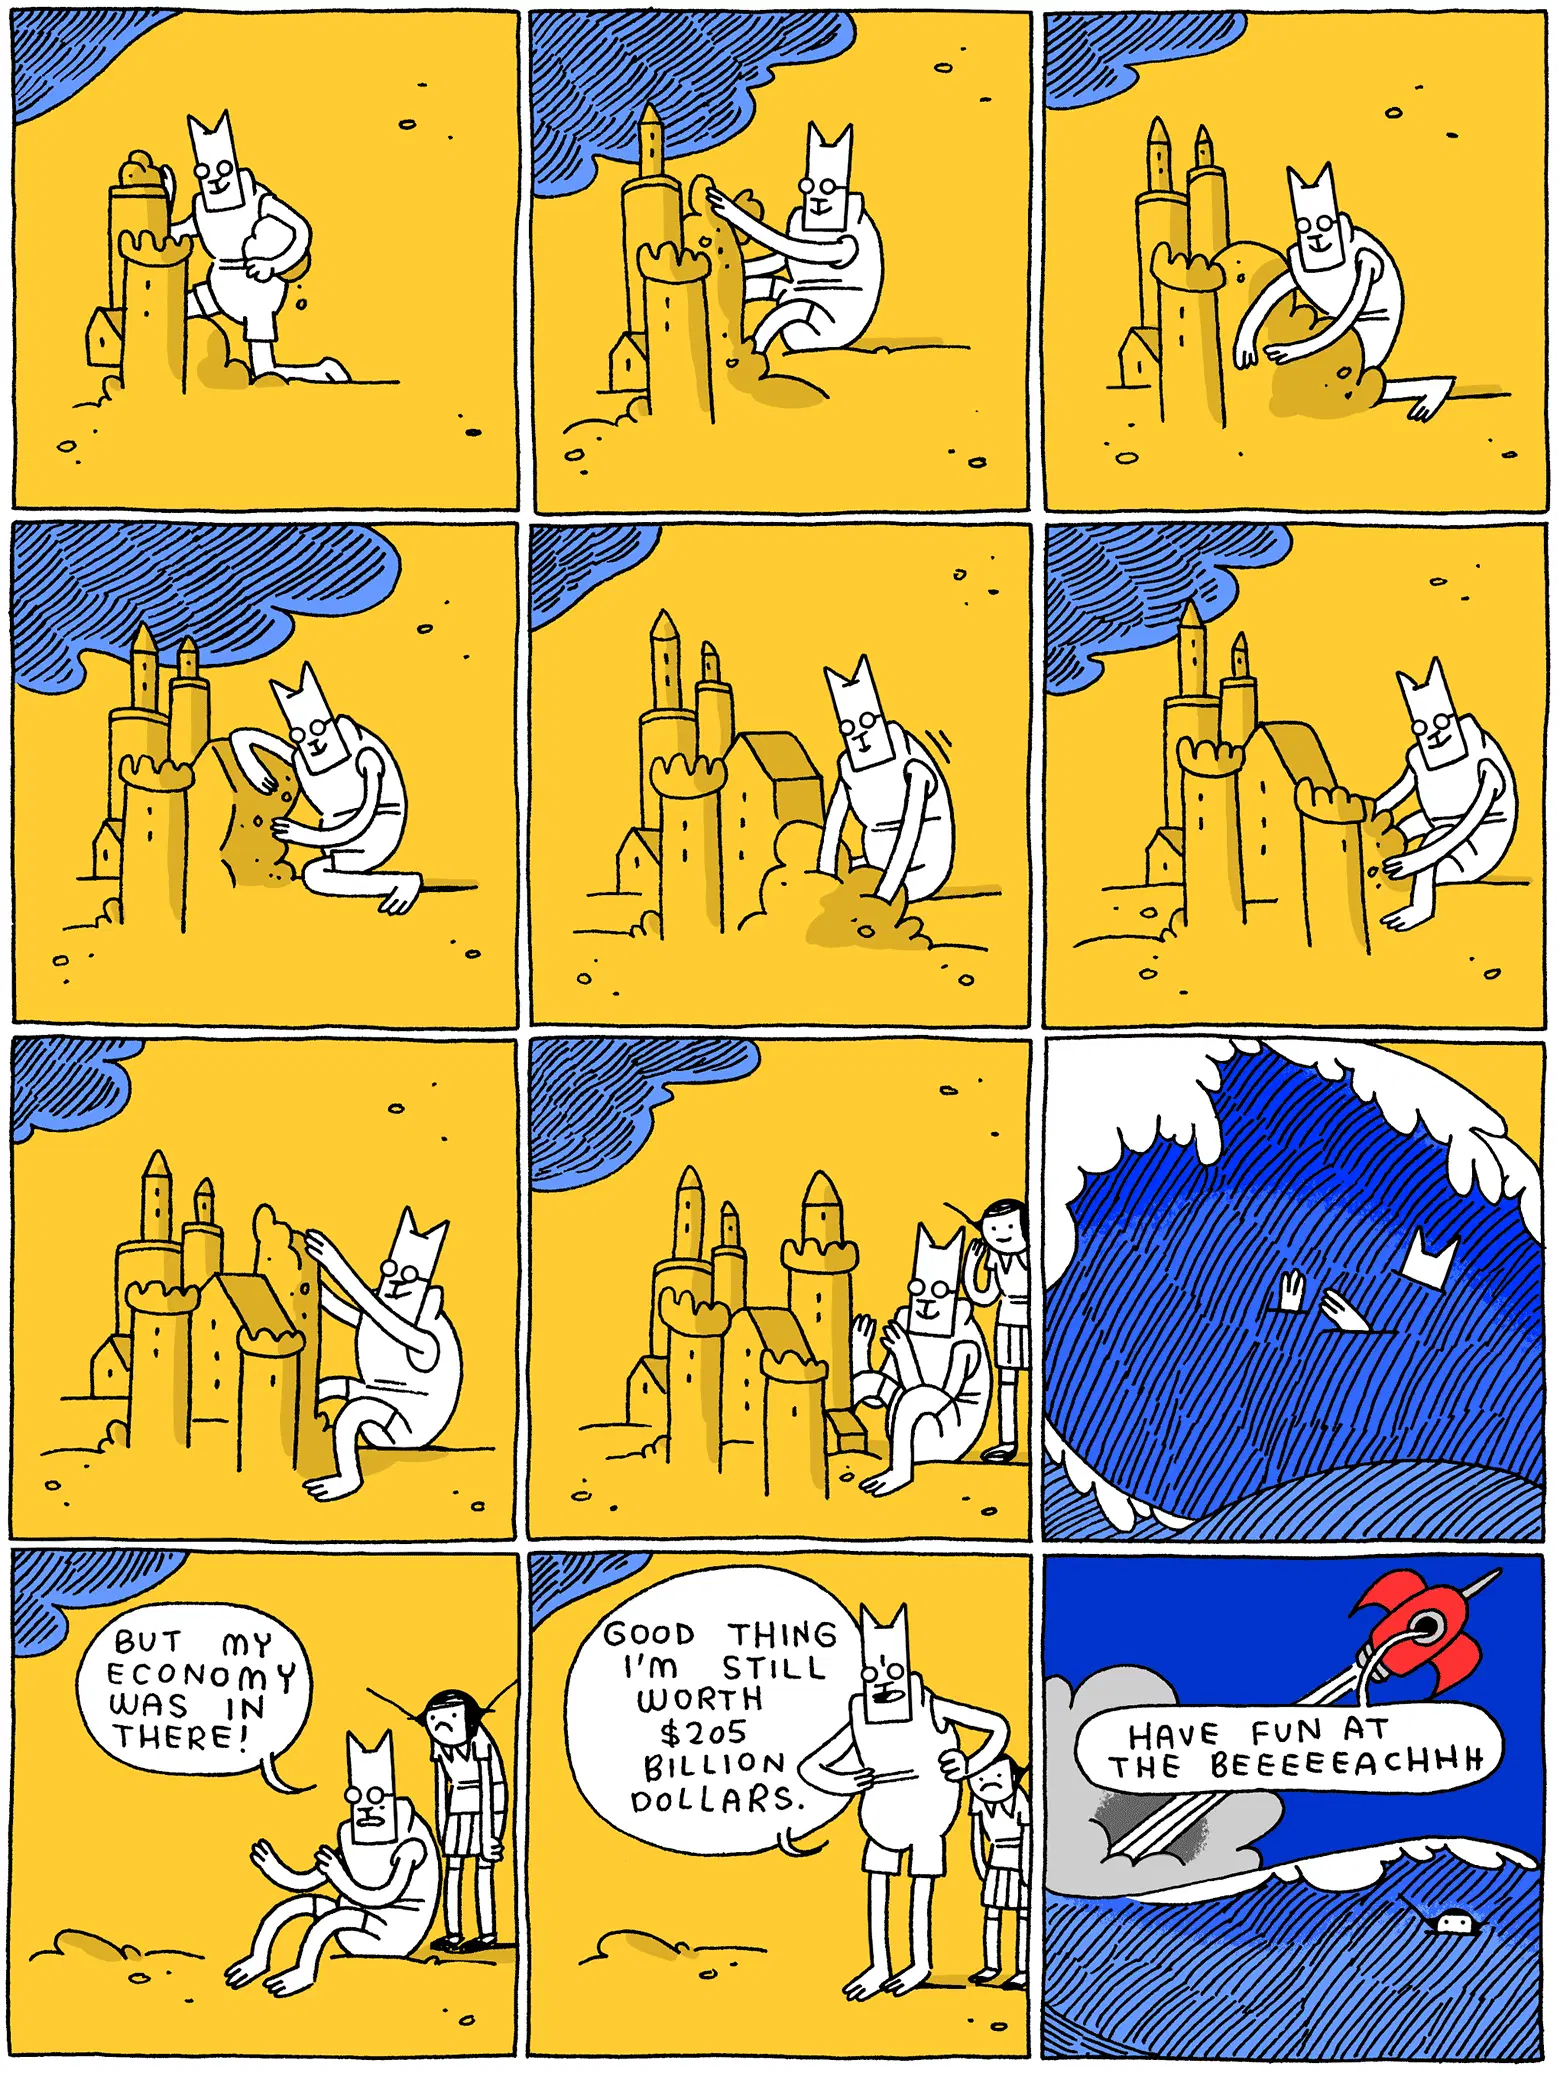 BUT MY
ECONOMY
WAS IN
THERE!
GOOD THING
I'M STILL
WORTH
$205
BILLION
DOLLARS.
HAVE FUN AT
THE BEEEEEACHHH